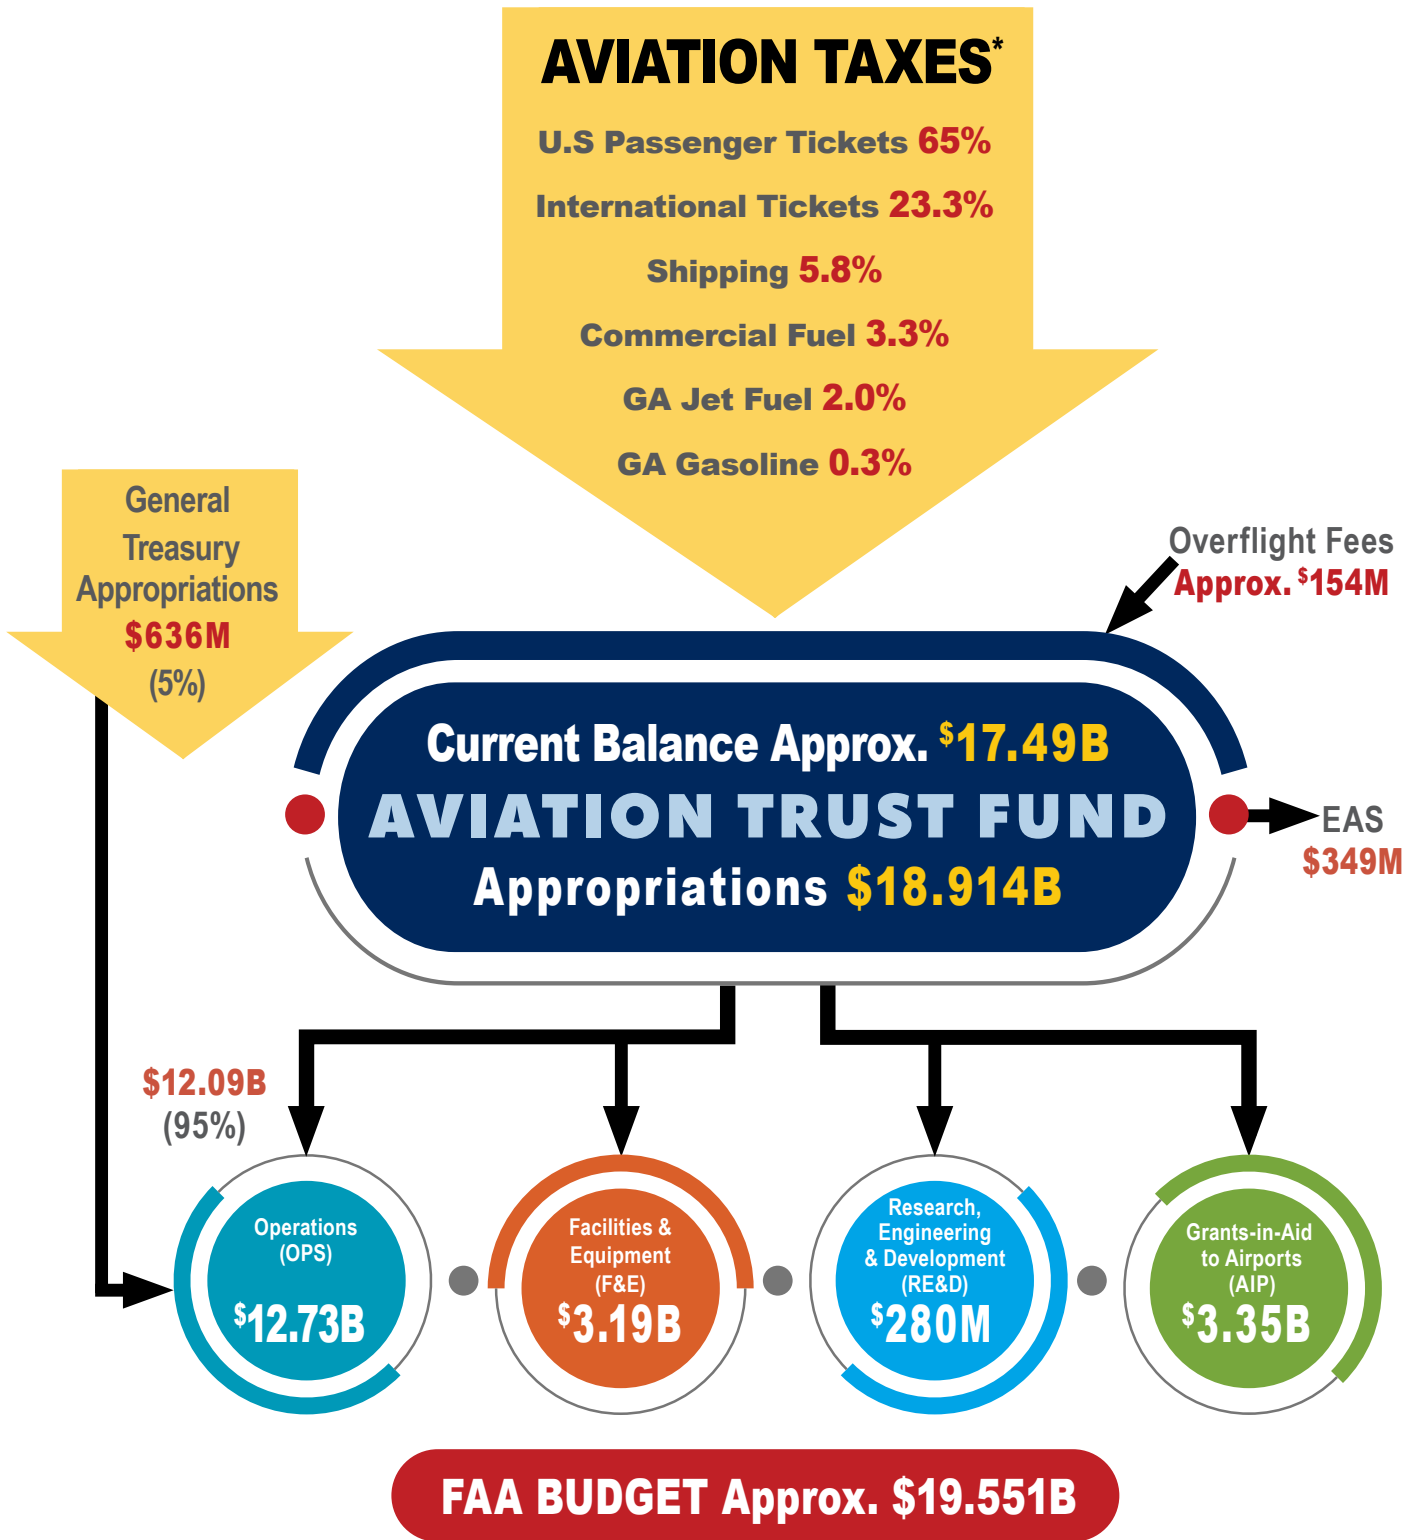 AVIATION TAXES*
U.S Passenger Tickets 65%
International Tickets 23.3%
Shipping 5.8%
Commercial Fuel 3.3%
GA Jet Fuel 2.0%
GA Gasoline 0.3%
General
Treasury
Appropriations
$636M
(5%)
Overflight Fees
Approx. $154M
Current Balance Approx. $17.49B
AVIATION TRUST FUND
Appropriations $18.914B
EAS
$349M
$12.09B
(95%)
Operations
(OPS)
$12.73B
Facilities &
Equipment
(F&E)
$3.19B
Research,
Engineering
& Development
(RE&D)
$280M
Grants-in-Aid
to Airports
(AIP)
$3.35B
FAA BUDGET Approx. $19.551B